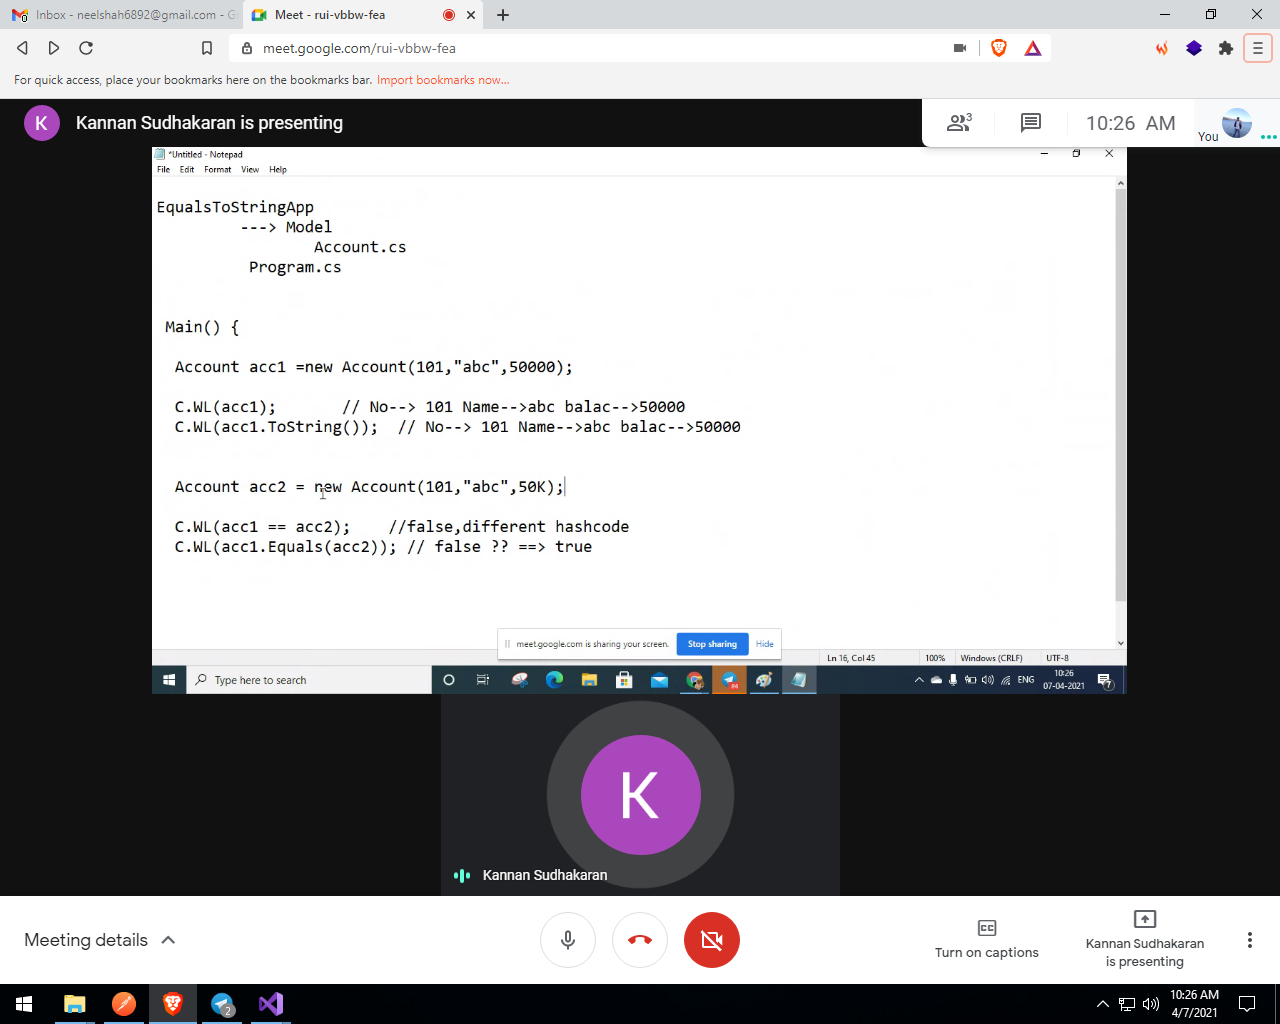 Inbox - neelshah6892@gmail.com - G
Meet - rui-vbbw-fea
meet.google.com/rui-vbbw-fea
For quick access, place your bookmarks here on the bookmarks bar. Import bookmarks now...
K
Kannan Sudhakaran is presenting
3
10:26 AM
You
*Untitled - Notepad
File Edit Format View Help
EqualsToStringApp
---> Model
Account.cs
Program.cs
Main() {
Account acc1 =new Account(101,"abc",50000);
C.WL(acc1); // No--> 101 Name-->abc balac-->50000
C.WL(acc1.ToString()); // No--> 101 Name-->abc balac-->50000
Account acc2 = new Account(101,"abc",50K);
C.WL(acc1 == acc2); //false,different hashcode
C.WL(acc1.Equals(acc2)); // false ?? ==> true
meet.google.com is sharing your screen. Stop sharing Hide
Ln 16, Col 45 100% Windows (CRLF) UTF-8
Type here to search
ENG
10:26
07-04-2021
7
K
Kannan Sudhakaran
Meeting details
CC
Turn on captions
Kannan Sudhakaran
is presenting
2
10:26 AM
4/7/2021